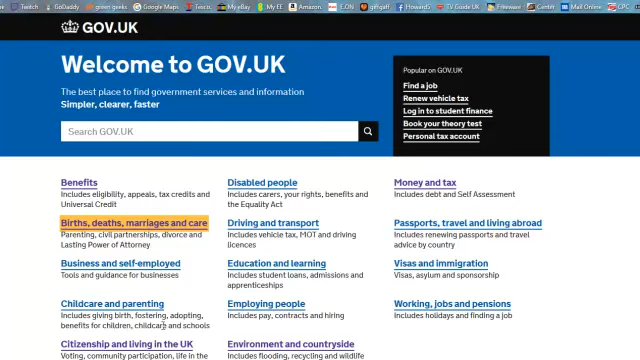 Twitch GoDaddy green geeks Google Maps Tesco My eBay My EE Amazon E.ON giffgaff HowardS TV Guide UK Freeware Mail Online CPC
GOV.UK
Welcome to GOV.UK
The best place to find government services and information
Simpler, clearer, faster
Search GOV.UK
Popular on GOV.UK
Find a job
Renew vehicle tax
Log in to student finance
Book your theory test
Personal tax account
Benefits
Includes eligibility, appeals, tax credits and
Universal Credit
Births, deaths, marriages and care
Parenting, civil partnerships, divorce and
Lasting Power of Attorney
Business and self-employed
Tools and guidance for businesses
Childcare and parenting
Includes giving birth, fostering, adopting,
benefits for children, childcare and schools
Citizenship and living in the UK
Voting, community participation, life in the
Disabled people
Includes carers, your rights, benefits and
the Equality Act
Driving and transport
Includes vehicle tax, MOT and driving
licences
Education and learning
Includes student loans, admissions and
apprenticeships
Employing people
Includes pay, contracts and hiring
Environment and countryside
Includes flooding, recycling and wildlife
Money and tax
Includes debt and Self Assessment
Passports, travel and living abroad
Includes renewing passports and travel
advice by country
Visas and immigration
Visas, asylum and sponsorship
Working, jobs and pensions
Includes holidays and finding a job